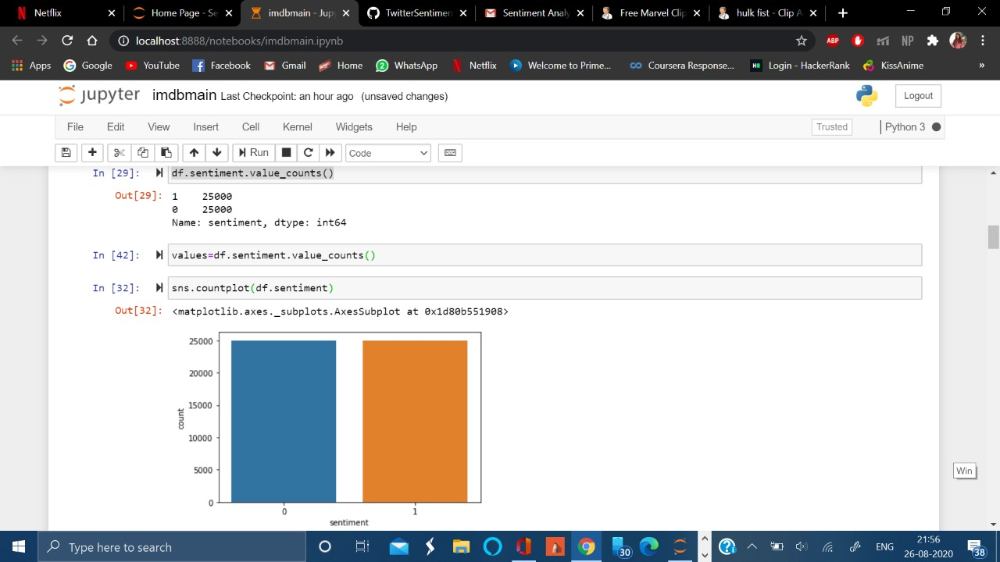 Netflix
Home Page - Se
imdbmain - Jup
TwitterSentimen
Sentiment Analy
Free Marvel Clip
hulk fist - Clip A
localhost:8888/notebooks/imdbmain.ipynb
ABP
NP
Apps
Google
YouTube
Facebook
Gmail
Home
2 WhatsApp
Netflix
Welcome to Prime...
Coursera Response...
Login - HackerRank
KissAnime
»
jupyter imdbmain Last Checkpoint: an hour ago (unsaved changes)
Logout
File Edit View Insert Cell Kernel Widgets Help
Trusted
Python 3
Run
Code
In [29]: df.sentiment.value_counts()
Out[29]: 1    25000
0    25000
Name: sentiment, dtype: int64
In [42]: values=df.sentiment.value_counts()
In [32]: sns.countplot(df.sentiment)
Out[32]: <matplotlib.axes._subplots.AxesSubplot at 0x1d80b551908>
25000
20000
15000
10000
5000
0
count
0 1
sentiment
Win
Type here to search
30
ENG
21:56
26-08-2020
38